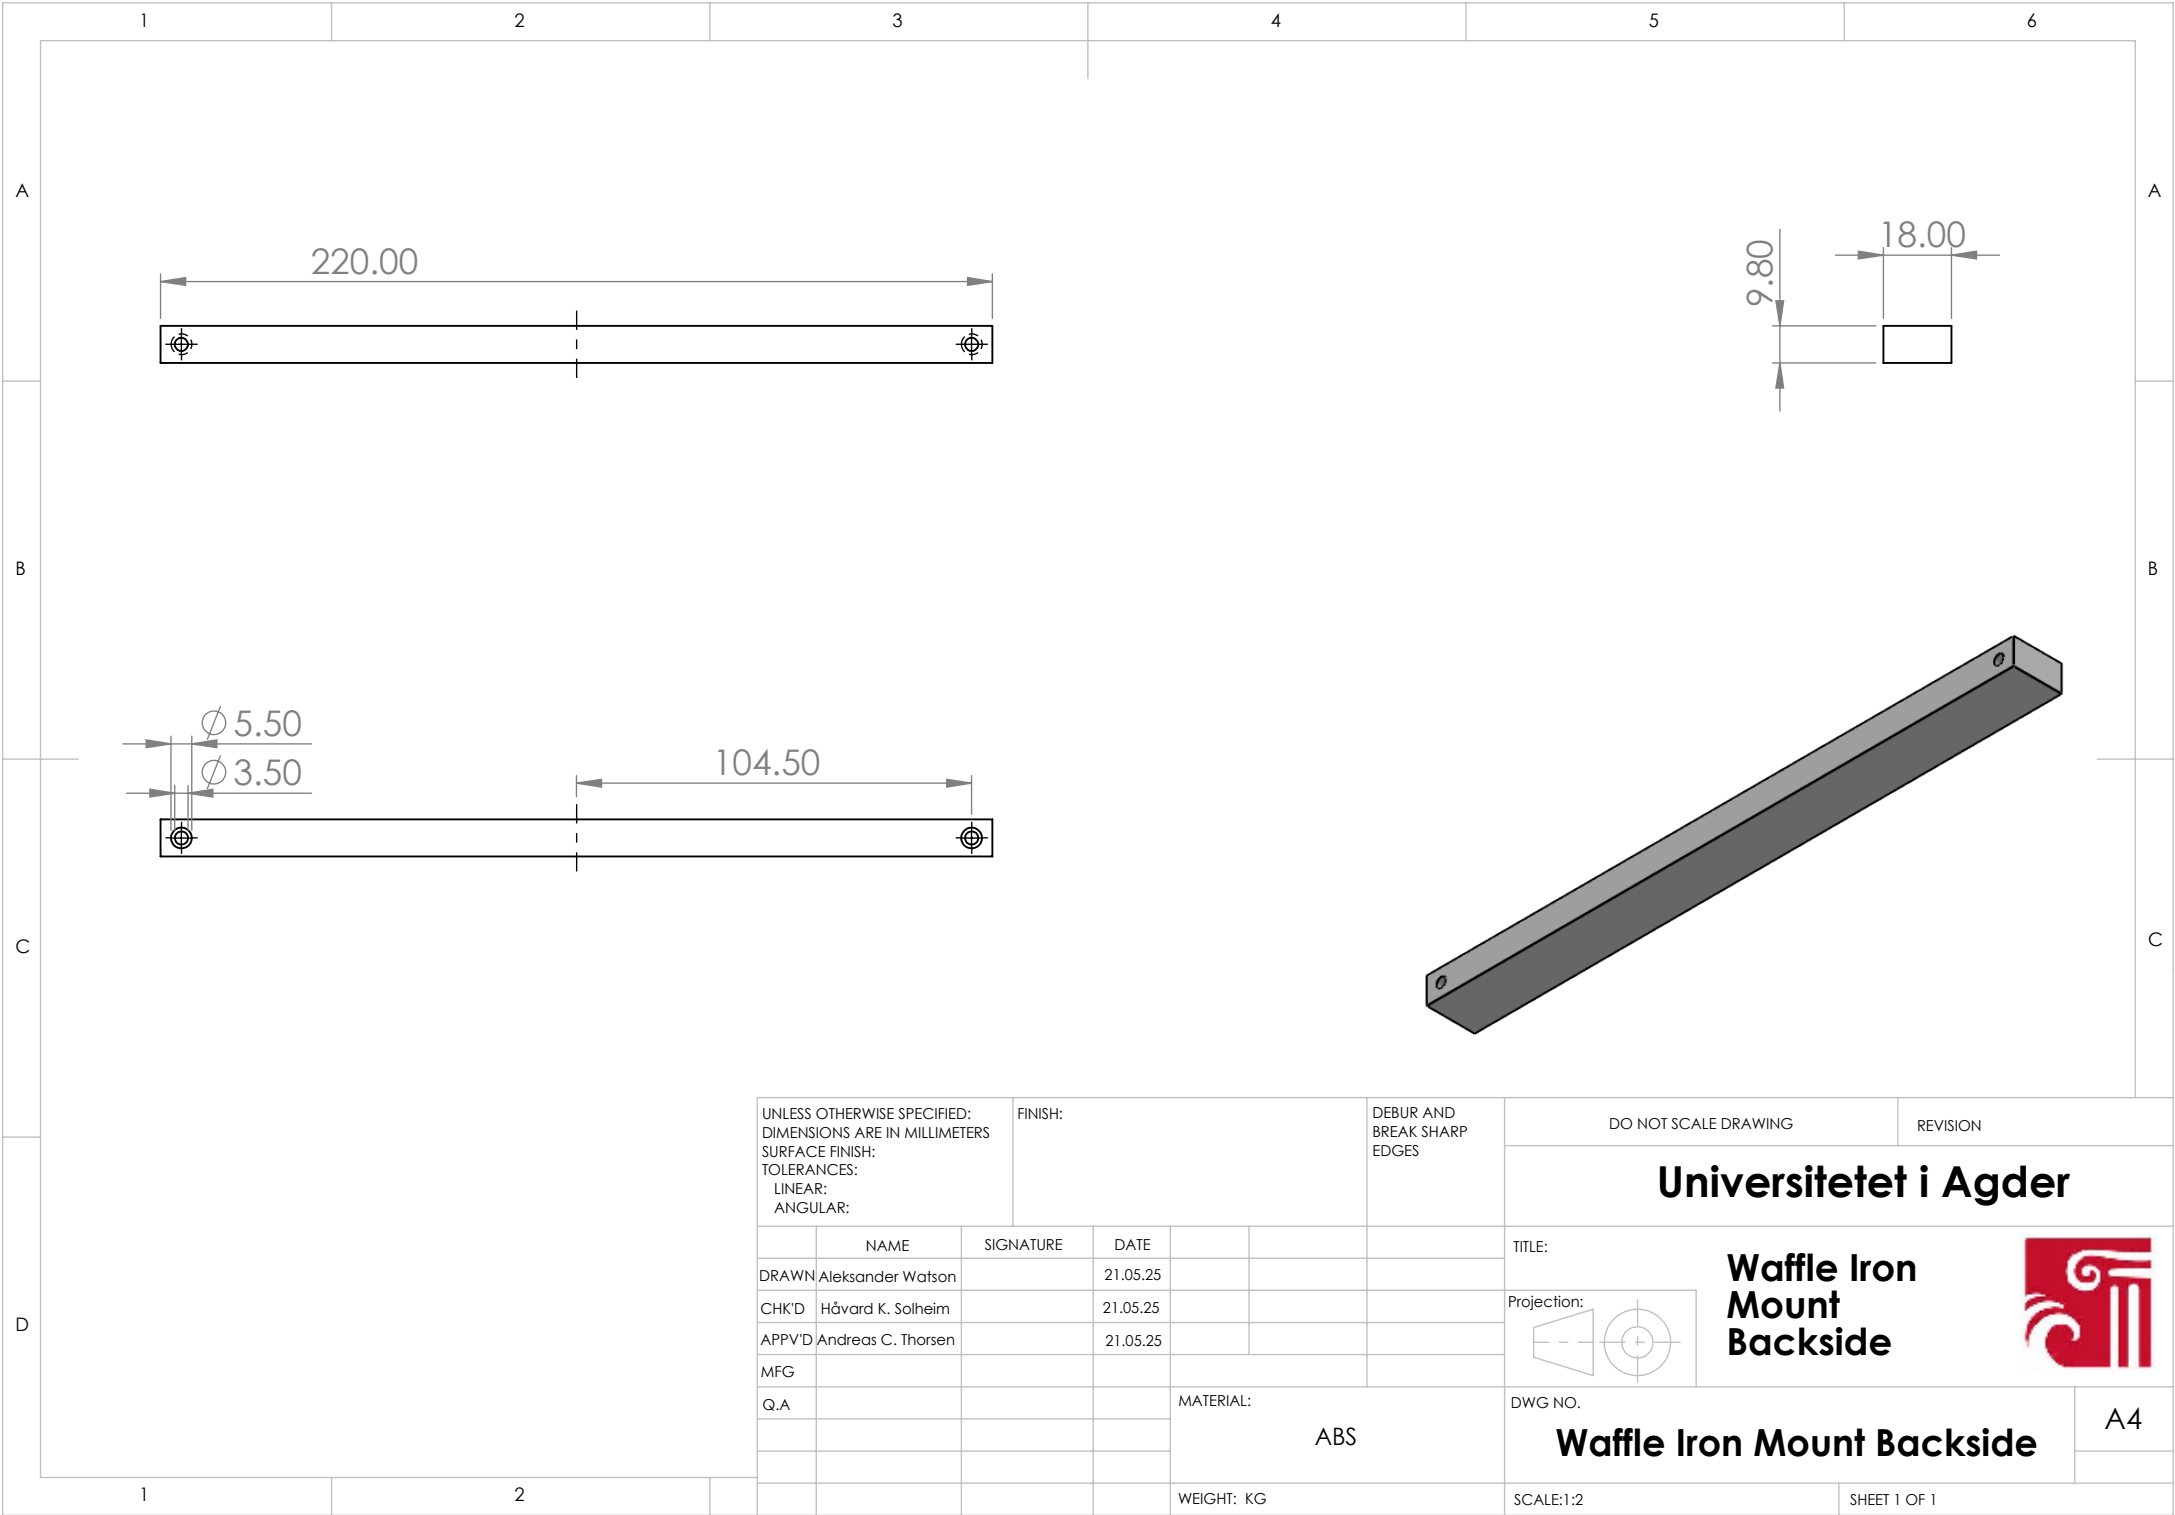 1 2 3 4 5 6
A A
220.00
18.00
9.80
B B
Ø 5.50
Ø 3.50
104.50
C C
UNLESS OTHERWISE SPECIFIED:
DIMENSIONS ARE IN MILLIMETERS
SURFACE FINISH:
TOLERANCES:
LINEAR:
ANGULAR:
FINISH:
DEBUR AND
BREAK SHARP
EDGES
DO NOT SCALE DRAWING
REVISION
Universitetet i Agder
NAME SIGNATURE DATE
DRAWN Aleksander Watson 21.05.25
CHK'D Håvard K. Solheim 21.05.25
APPV'D Andreas C. Thorsen 21.05.25
MFG
Q.A
TITLE:
Waffle Iron
Mount
Backside
Projection:
MATERIAL:
ABS
DWG NO.
Waffle Iron Mount Backside
A4
WEIGHT: KG
SCALE:1:2
SHEET 1 OF 1
D
1 2